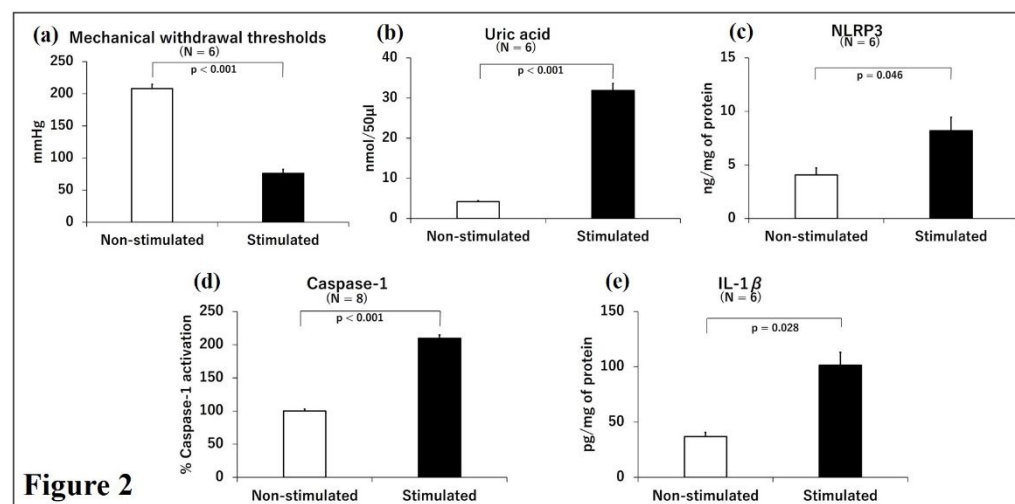 (a) Mechanical withdrawal thresholds
(N = 6)
p < 0.001
250
200
150
100
50
0
mmHg
Non-stimulated Stimulated
(b) Uric acid
(N = 6)
p < 0.001
40
30
20
10
0
nmol/50μl
Non-stimulated Stimulated
(c) NLRP3
(N = 6)
p = 0.046
15
10
5
0
ng/mg of protein
Non-stimulated Stimulated
(d) Caspase-1
(N = 8)
p < 0.001
250
200
150
100
50
0
% Caspase-1 activation
Non-stimulated Stimulated
(e) IL-1β
(N = 6)
p = 0.028
150
100
50
0
pg/mg of protein
Non-stimulated Stimulated
Figure 2